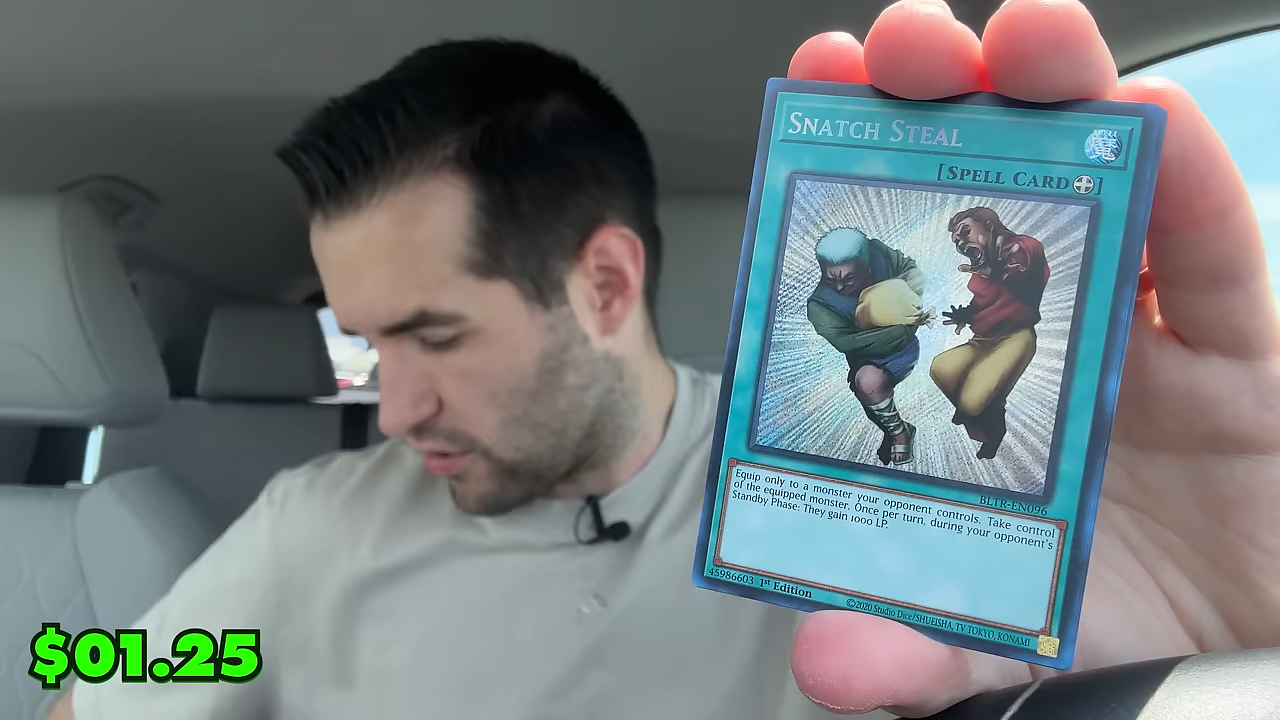 SNATCH STEAL
[SPELL CARD]
BLTR-EN096
Equip only to a monster your opponent controls. Take control
of the equipped monster. Once per turn, during your opponent's
Standby Phase: They gain 1000 LP.
45986603 1st Edition
©2020 Studio Dice/SHUEISHA, TV TOKYO, KONAMI
$01.25